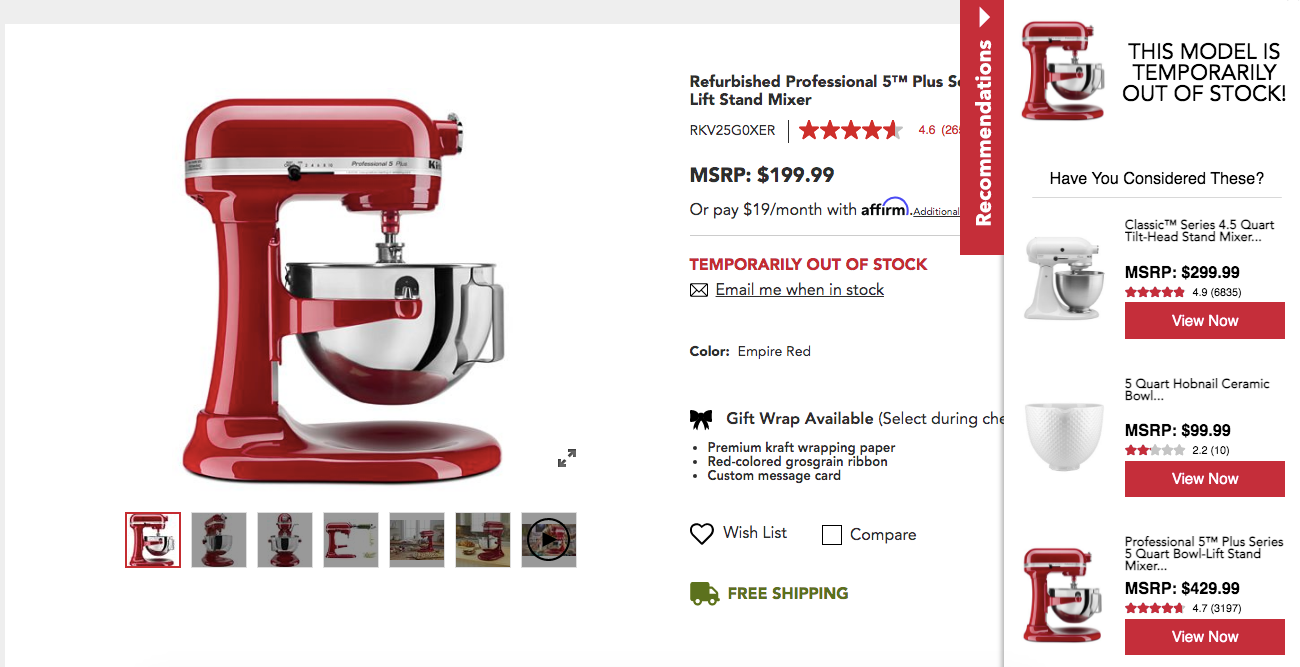 Refurbished Professional 5™ Plus Se
Lift Stand Mixer
RKV25G0XER
4.6 (265
MSRP: $199.99
Or pay $19/month with affirm. Additional
TEMPORARILY OUT OF STOCK
Email me when in stock
Color: Empire Red
Gift Wrap Available (Select during che
• Premium kraft wrapping paper
• Red-colored grosgrain ribbon
• Custom message card
Wish List
Compare
FREE SHIPPING
Professional 5 Plus
Recommendations
THIS MODEL IS
TEMPORARILY
OUT OF STOCK!
Have You Considered These?
Classic™ Series 4.5 Quart
Tilt-Head Stand Mixer...
MSRP: $299.99
4.9 (6835)
View Now
5 Quart Hobnail Ceramic
Bowl...
MSRP: $99.99
2.2 (10)
View Now
Professional 5™ Plus Series
5 Quart Bowl-Lift Stand
Mixer...
MSRP: $429.99
4.7 (3197)
View Now